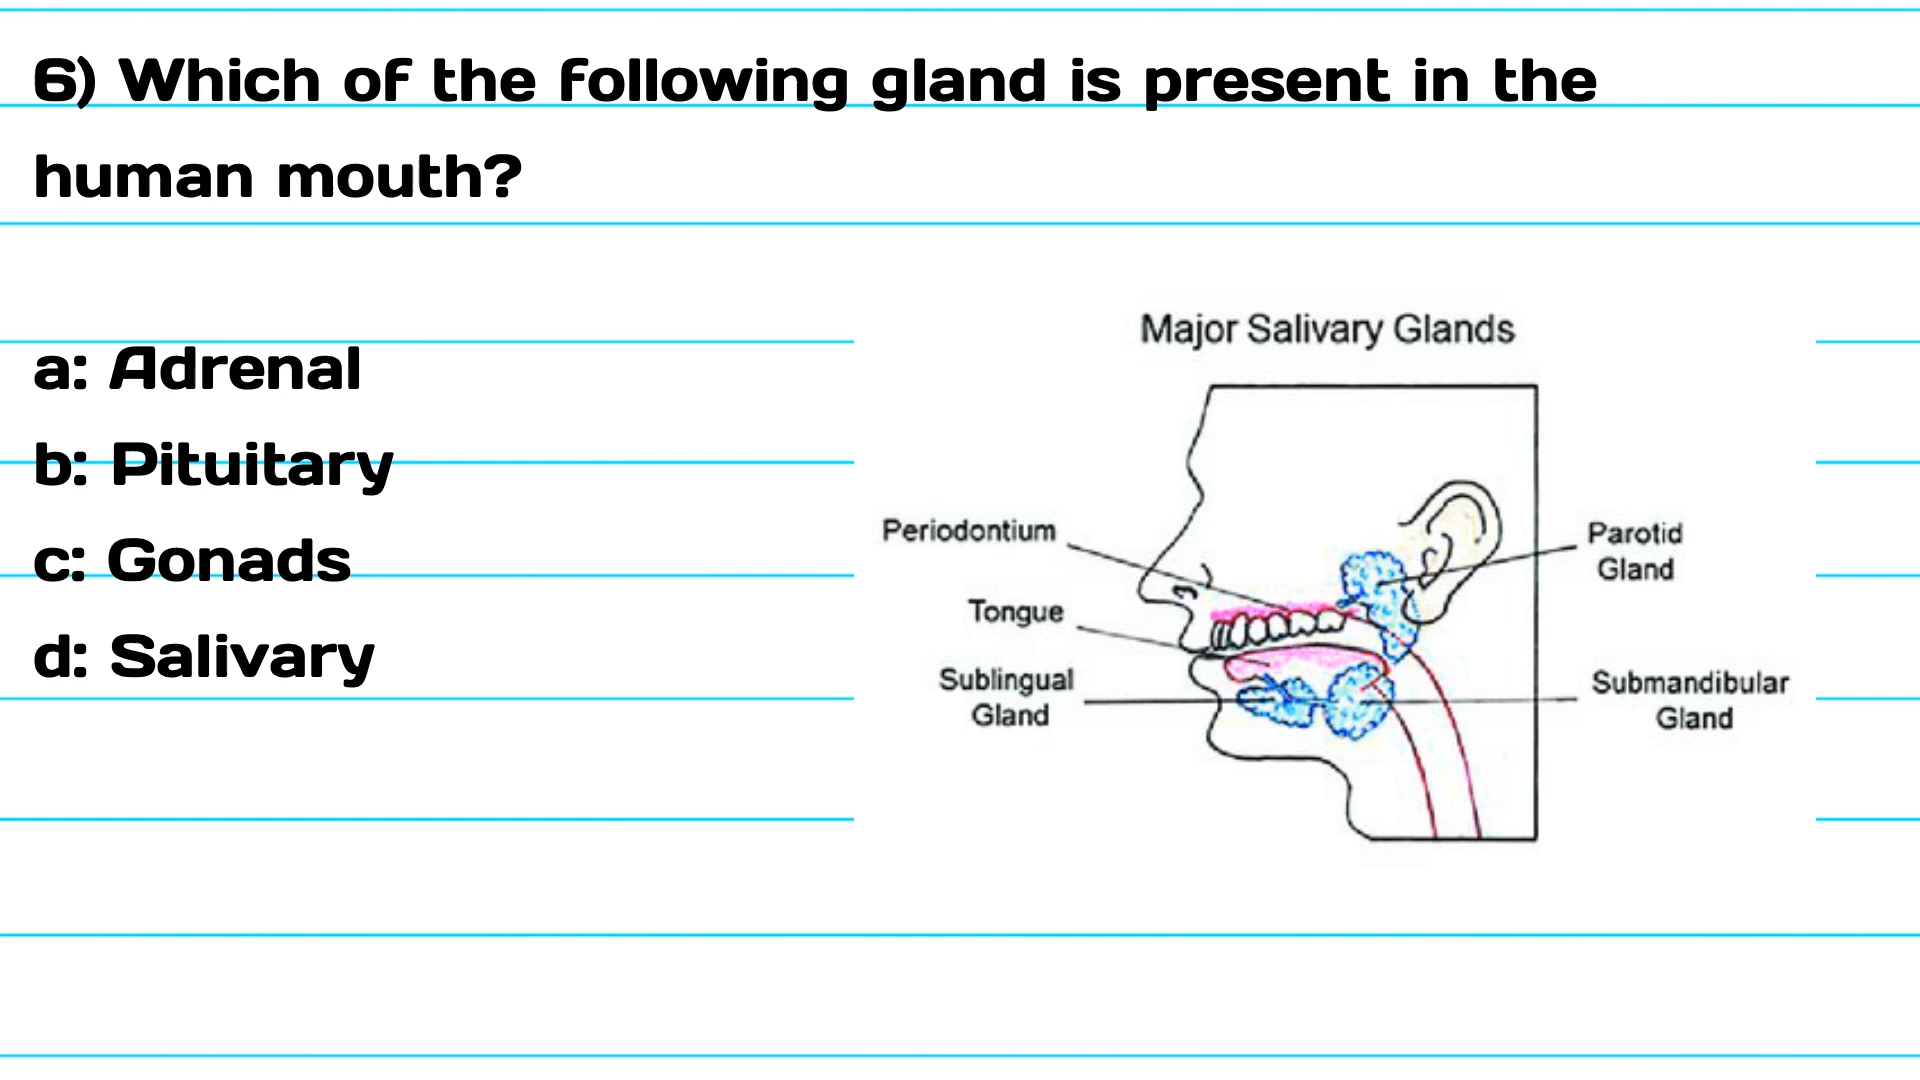 6) Which of the following gland is present in the
human mouth?
a: Adrenal
b: Pituitary
c: Gonads
d: Salivary
Major Salivary Glands
Periodontium
Tongue
Sublingual
Gland
Parotid
Gland
Submandibular
Gland